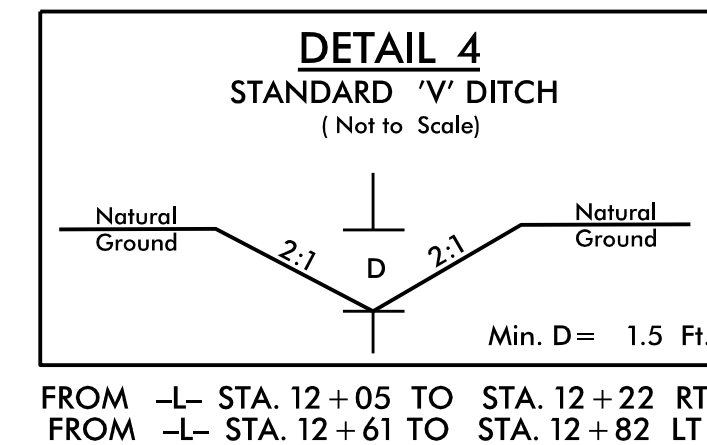 DETAIL 4
STANDARD 'V' DITCH
( Not to Scale)
Natural
Ground
2:1
D
2:1
Natural
Ground
Min. D= 1.5 Ft.
FROM –L– STA. 12+05 TO STA. 12+22 RT
FROM –L– STA. 12+61 TO STA. 12+82 LT